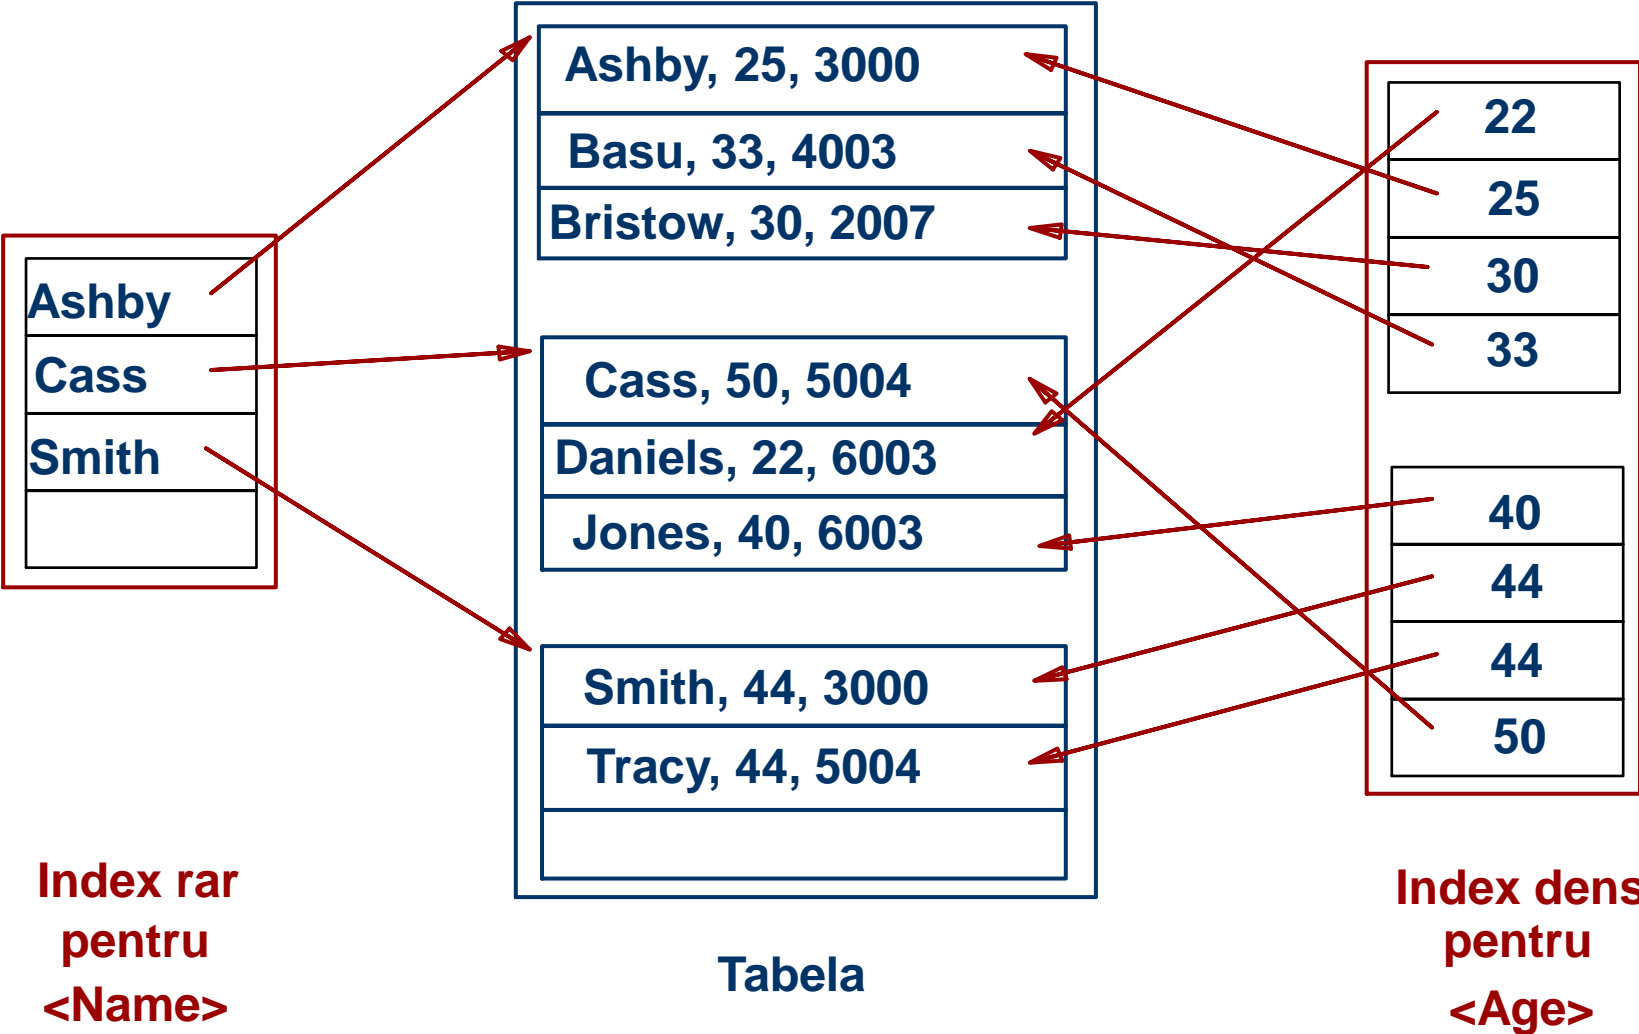 Ashby
Cass
Smith
Index rar
pentru
<Name>
Ashby, 25, 3000
Basu, 33, 4003
Bristow, 30, 2007
Cass, 50, 5004
Daniels, 22, 6003
Jones, 40, 6003
Smith, 44, 3000
Tracy, 44, 5004
Tabela
22
25
30
33
40
44
44
50
Index dens
pentru
<Age>